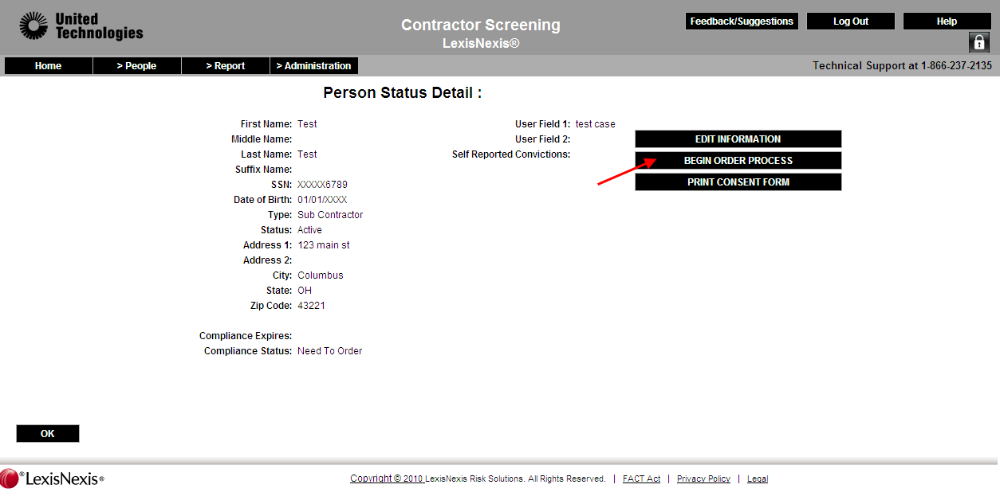 United
Technologies
Contractor Screening
LexisNexis®
Feedback/Suggestions
Log Out
Help
Home
> People
> Report
> Administration
Technical Support at 1-866-237-2135
Person Status Detail :
First Name: Test
Middle Name:
Last Name: Test
Suffix Name:
SSN: XXXXX6789
Date of Birth: 01/01/XXXX
Type: Sub Contractor
Status: Active
Address 1: 123 main st
Address 2:
City: Columbus
State: OH
Zip Code: 43221
Compliance Expires:
Compliance Status: Need To Order
User Field 1: test case
User Field 2:
Self Reported Convictions:
EDIT INFORMATION
BEGIN ORDER PROCESS
PRINT CONSENT FORM
OK
® LexisNexis®
Copyright © 2010 LexisNexis Risk Solutions. All Rights Reserved. | FACT Act | Privacy Policy | Legal